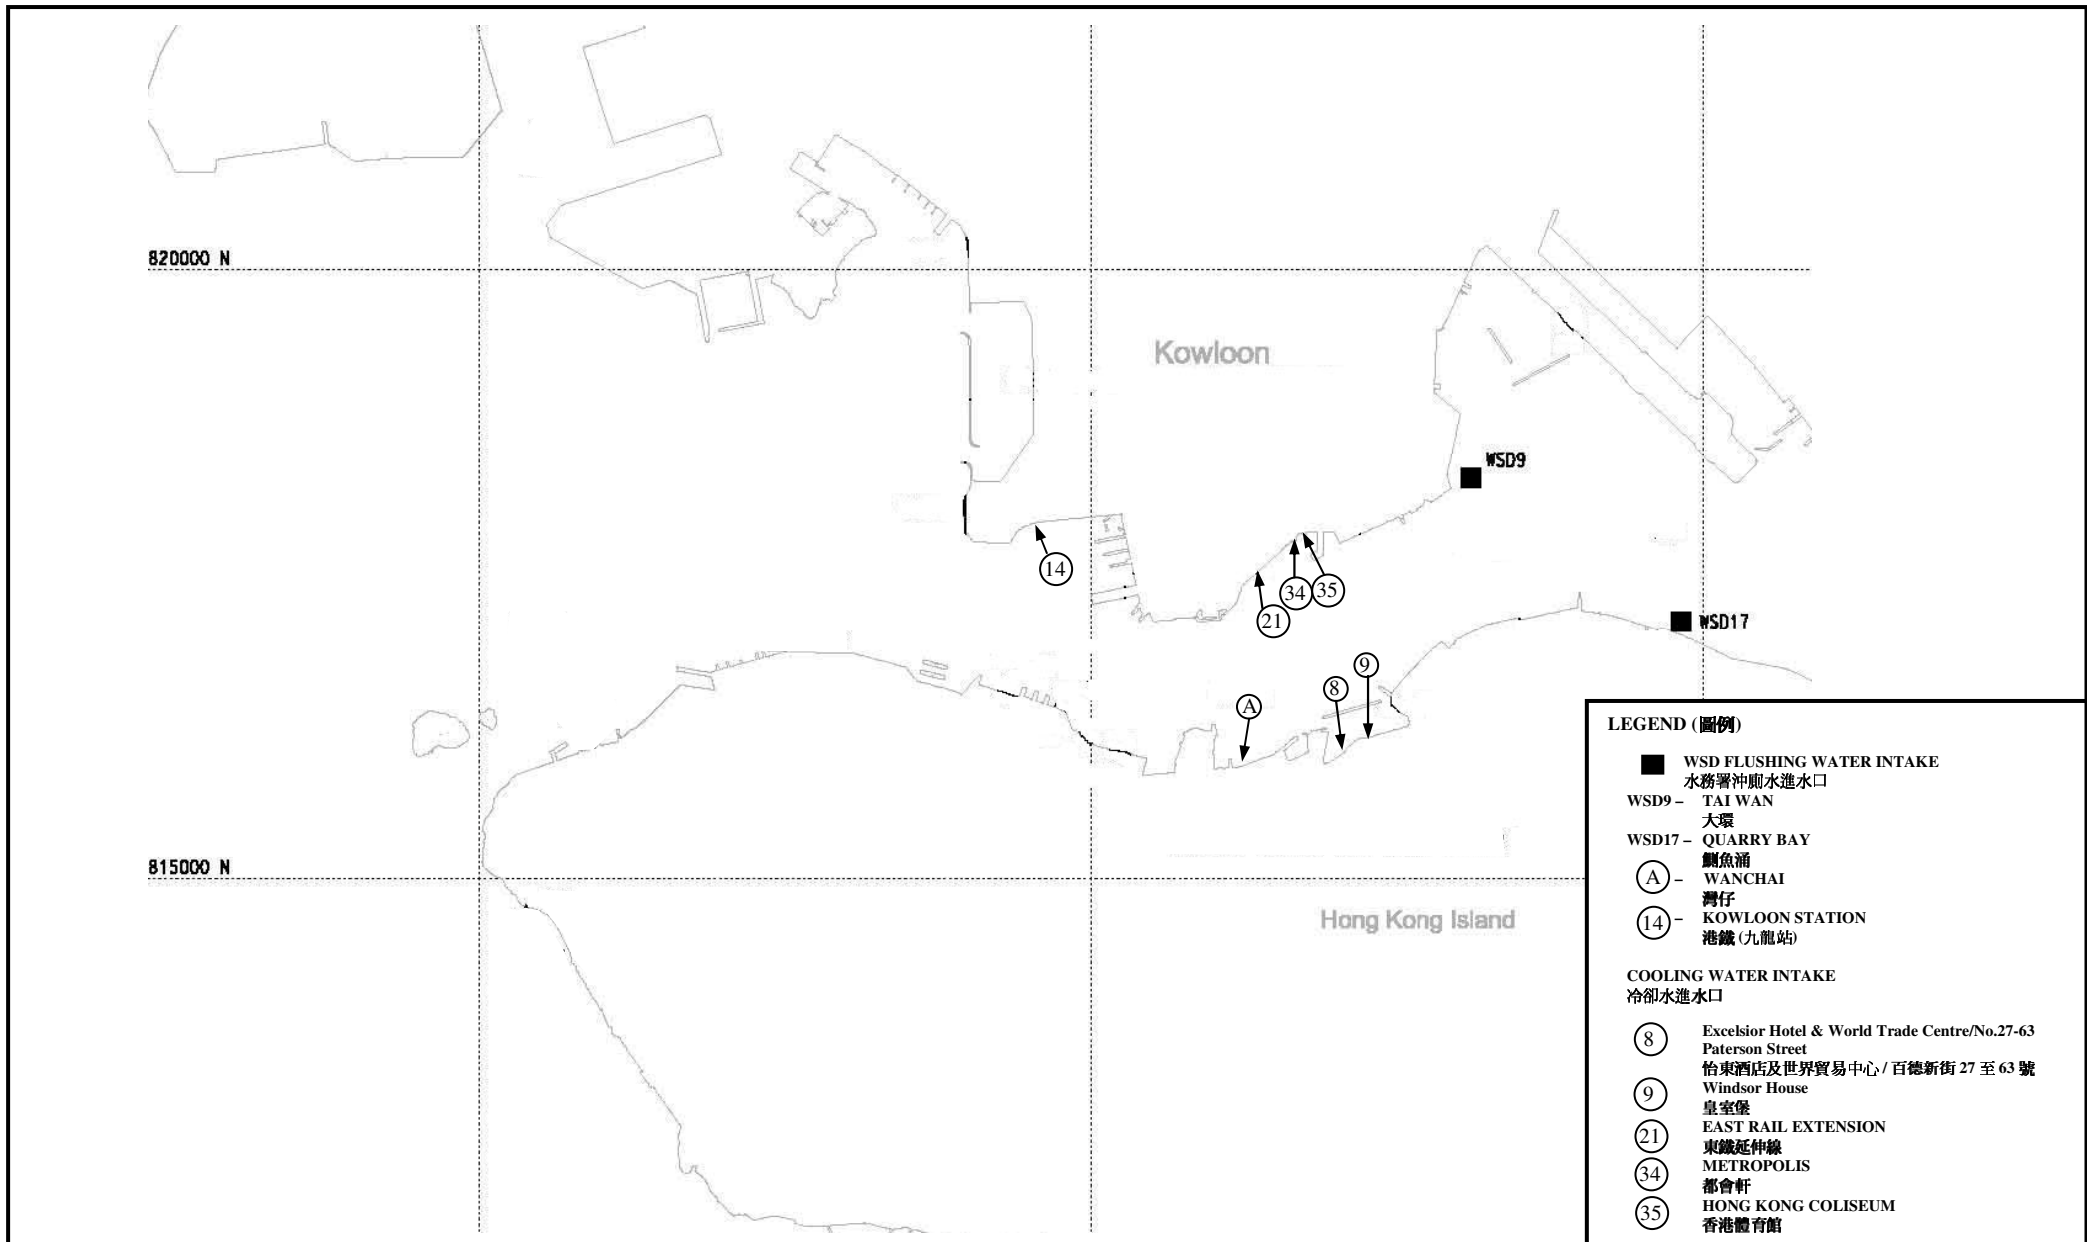 820000 N
Kowloon
WSD9
14
34
35
21
WSD17
9
8
A
815000 N
Hong Kong Island
LEGEND (圖例)
WSD FLUSHING WATER INTAKE
水務署沖廁水進水口
WSD9 – TAI WAN
大環
WSD17 – QUARRY BAY
鰂魚涌
A – WANCHAI
灣仔
14 – KOWLOON STATION
港鐵 (九龍站)
COOLING WATER INTAKE
冷卻水進水口
8 Excelsior Hotel & World Trade Centre/No.27-63
Paterson Street
怡東酒店及世界貿易中心 / 百德新街 27 至 63 號
9 Windsor House
皇室堡
21 EAST RAIL EXTENSION
東鐵延伸線
34 METROPOLIS
都會軒
35 HONG KONG COLISEUM
香港體育館